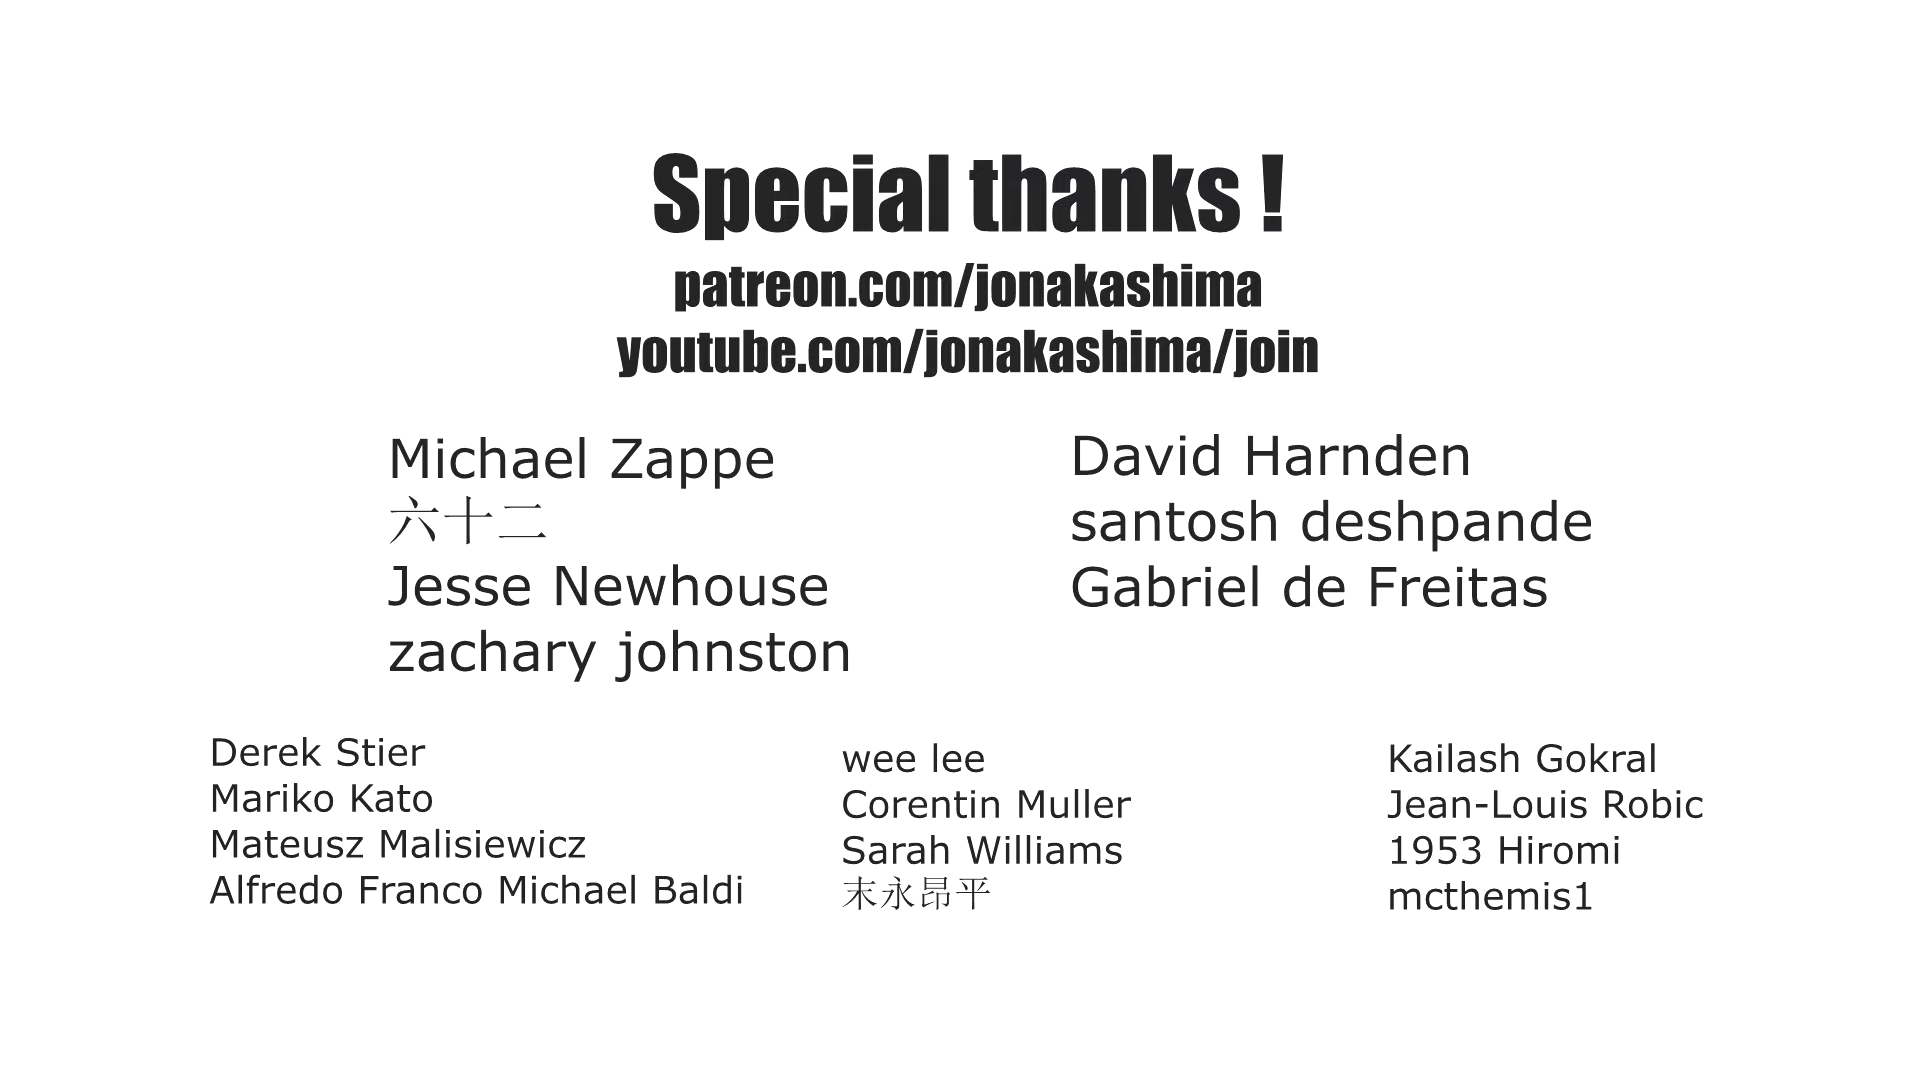 Special thanks !
patreon.com/jonakashima
youtube.com/jonakashima/join
Michael Zappe
六十二
Jesse Newhouse
zachary johnston
David Harnden
santosh deshpande
Gabriel de Freitas
Derek Stier
Mariko Kato
Mateusz Malisiewicz
Alfredo Franco Michael Baldi
wee lee
Corentin Muller
Sarah Williams
末永昂平
Kailash Gokral
Jean-Louis Robic
1953 Hiromi
mcthemis1